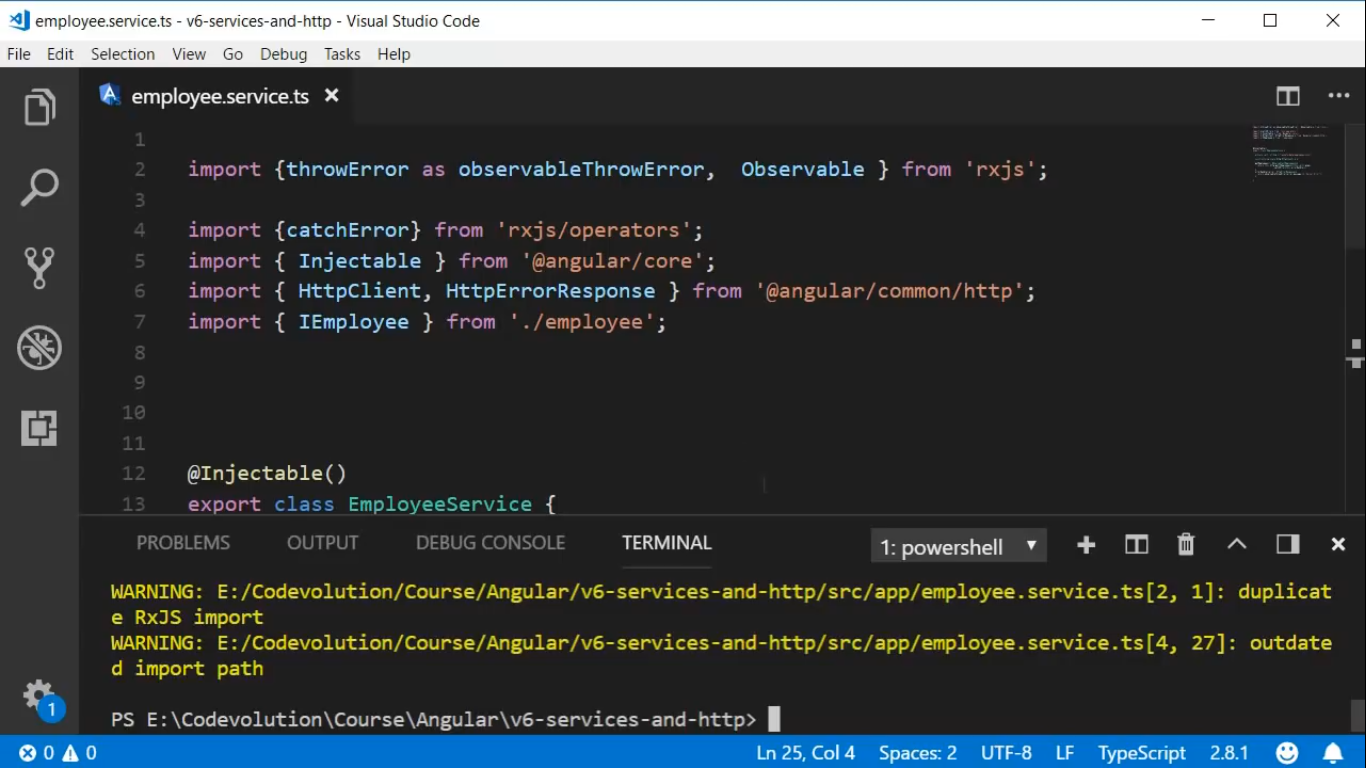 employee.service.ts - v6-services-and-http - Visual Studio Code
File Edit Selection View Go Debug Tasks Help
employee.service.ts
1
2 import {throwError as observableThrowError,  Observable } from 'rxjs';
3
4 import {catchError} from 'rxjs/operators';
5 import { Injectable } from '@angular/core';
6 import { HttpClient, HttpErrorResponse } from '@angular/common/http';
7 import { IEmployee } from './employee';
8
9
10
11
12 @Injectable()
13 export class EmployeeService {
PROBLEMS OUTPUT DEBUG CONSOLE TERMINAL 1: powershell
WARNING: E:/Codevolution/Course/Angular/v6-services-and-http/src/app/employee.service.ts[2, 1]: duplicat
e RxJS import
WARNING: E:/Codevolution/Course/Angular/v6-services-and-http/src/app/employee.service.ts[4, 27]: outdate
d import path
PS E:\Codevolution\Course\Angular\v6-services-and-http>
1
0 0 Ln 25, Col 4 Spaces: 2 UTF-8 LF TypeScript 2.8.1